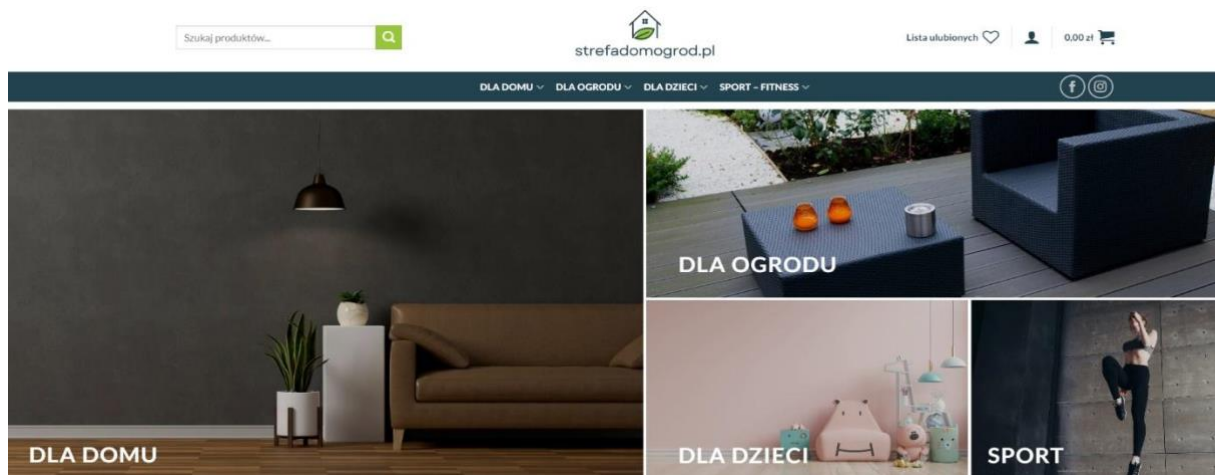 Szukaj produktów...
strefadomogrod.pl
Lista ulubionych
0,00 zł
DLA DOMU DLA OGRODU DLA DZIECI SPORT – FITNESS
DLA OGRODU
DLA DOMU
DLA DZIECI
SPORT